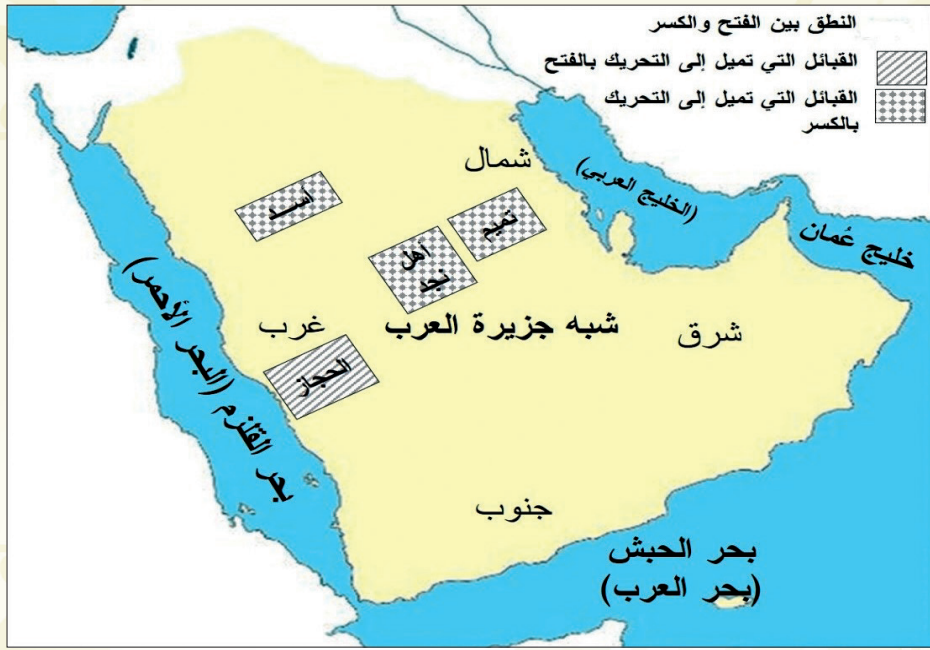 النطق بين الفتح والكسر
القبائل التي تميل إلى التحريك بالفتح
القبائل التي تميل إلى التحريك
بالكسر
شمال
(الخليج العربي)
خليج عُمان
أسد
تميم
أهل
نجد
غرب
شبه جزيرة العرب
شرق
الحجاز
بحر القلزم (البحر الأحمر)
جنوب
بحر الحبش
(بحر العرب)